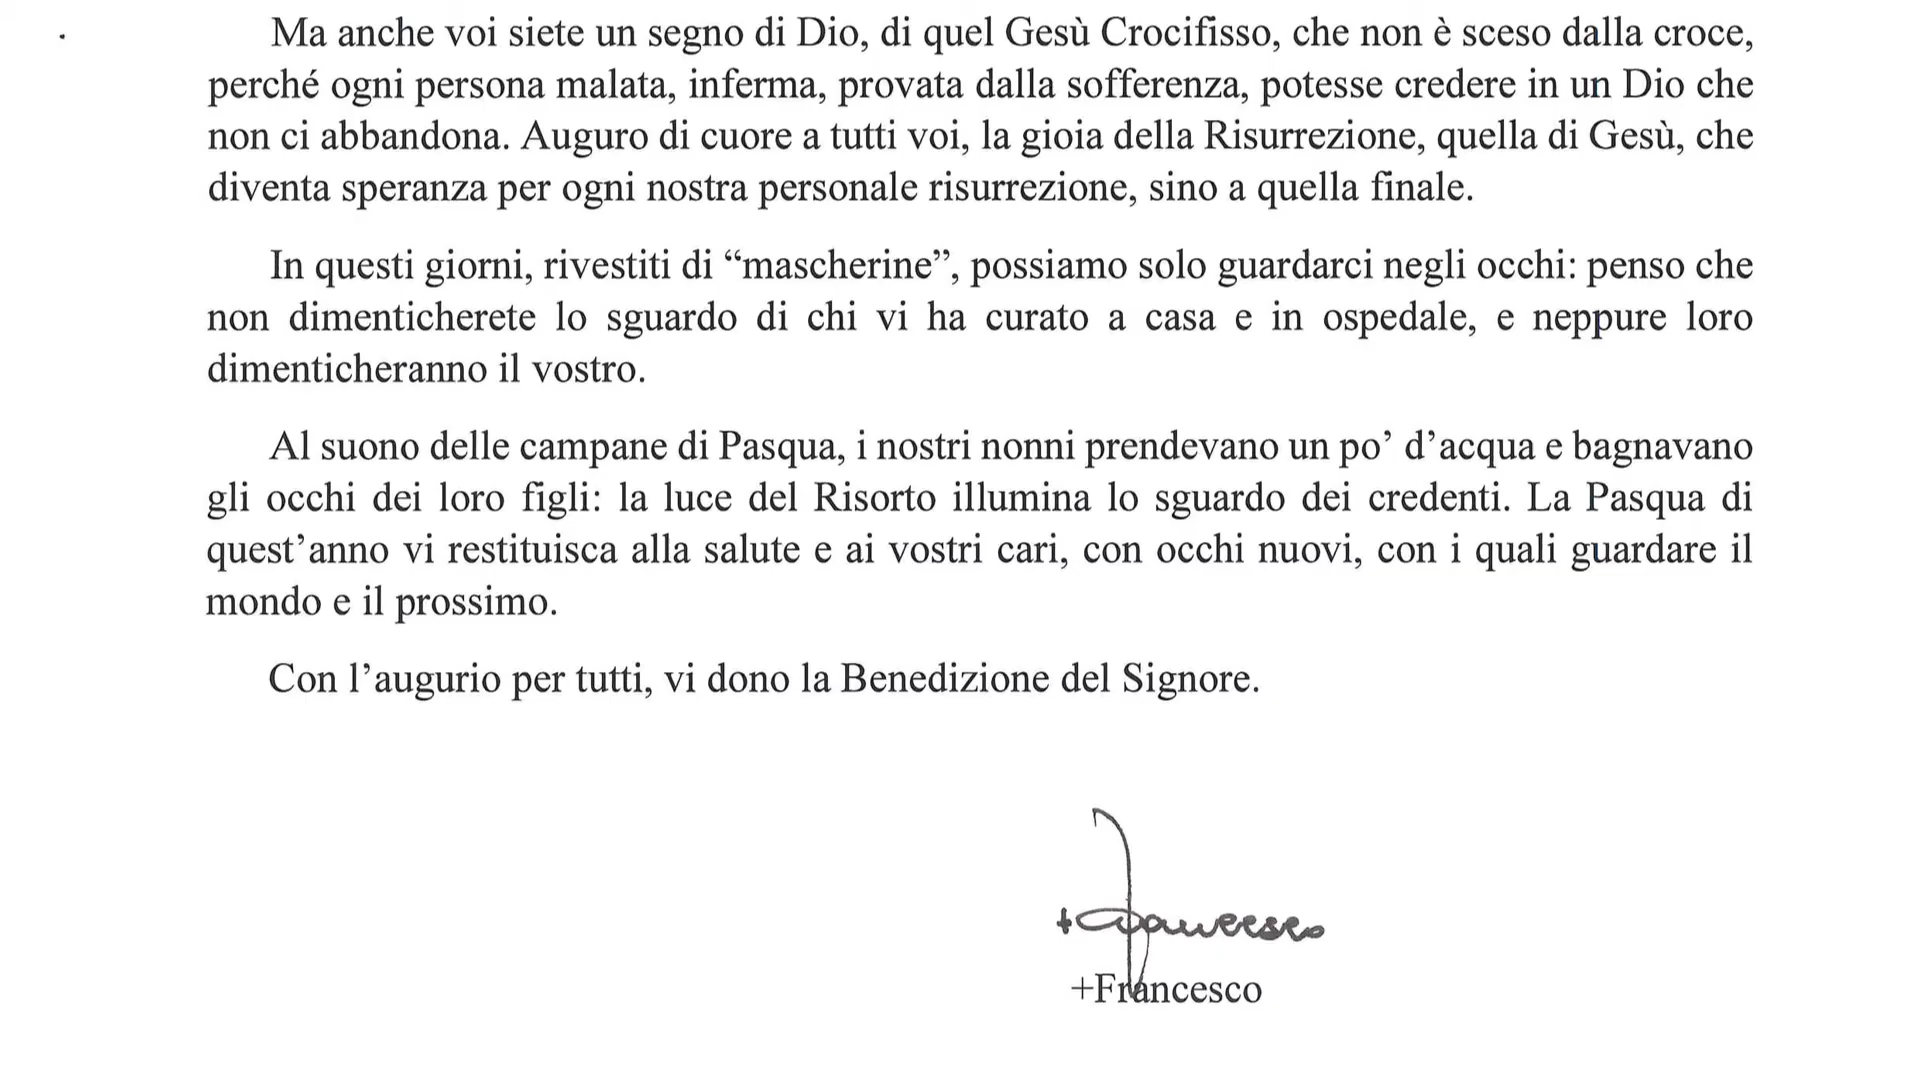 Ma anche voi siete un segno di Dio, di quel Gesù Crocifisso, che non è sceso dalla croce,
perché ogni persona malata, inferma, provata dalla sofferenza, potesse credere in un Dio che
non ci abbandona. Auguro di cuore a tutti voi, la gioia della Risurrezione, quella di Gesù, che
diventa speranza per ogni nostra personale risurrezione, sino a quella finale.
In questi giorni, rivestiti di “mascherine”, possiamo solo guardarci negli occhi: penso che
non dimenticherete lo sguardo di chi vi ha curato a casa e in ospedale, e neppure loro
dimenticheranno il vostro.
Al suono delle campane di Pasqua, i nostri nonni prendevano un po’ d’acqua e bagnavano
gli occhi dei loro figli: la luce del Risorto illumina lo sguardo dei credenti. La Pasqua di
quest’anno vi restituisca alla salute e ai vostri cari, con occhi nuovi, con i quali guardare il
mondo e il prossimo.
Con l’augurio per tutti, vi dono la Benedizione del Signore.
+Francesco
+Francesco